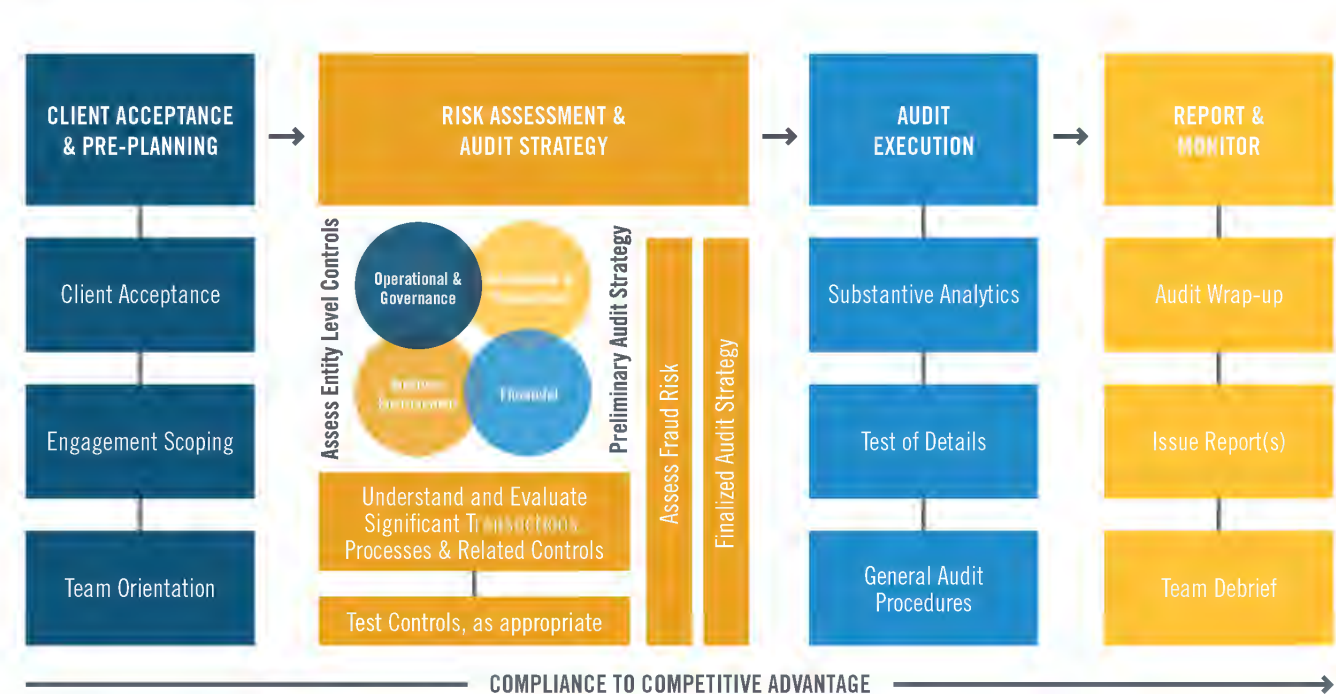 CLIENT ACCEPTANCE
& PRE-PLANNING
RISK ASSESSMENT &
AUDIT STRATEGY
AUDIT
EXECUTION
REPORT &
MONITOR
Client Acceptance
Engagement Scoping
Team Orientation
Assess Entity Level Controls
Operational &
Governance
Financial
Preliminary Audit Strategy
Understand and Evaluate
Significant Transactions
Processes & Related Controls
Test Controls, as appropriate
Assess Fraud Risk
Finalized Audit Strategy
Substantive Analytics
Test of Details
General Audit
Procedures
Audit Wrap-up
Issue Report(s)
Team Debrief
COMPLIANCE TO COMPETITIVE ADVANTAGE